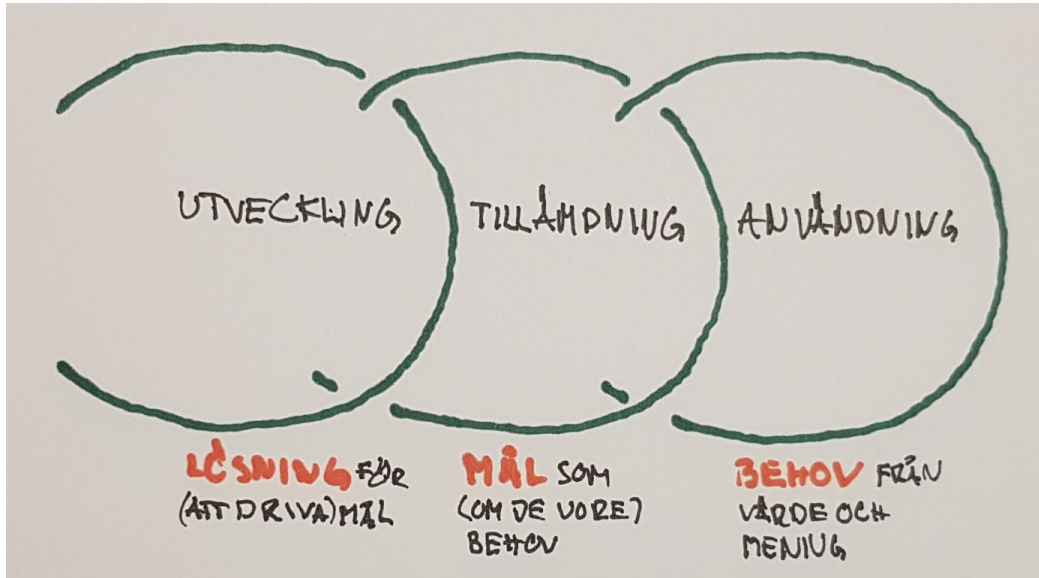 UTVECKLING
TILLÄMPNING
ANVÄNDNING
LÖSNING FÖR
(ATT DRIVA) MÅL
MÅL SOM
(OM DE VORE)
BEHOV
BEHOV FRÅN
VÄRDE OCH
MENING